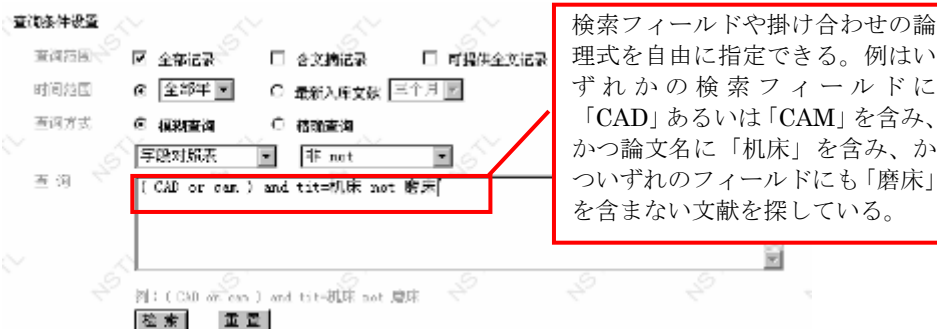 查询条件设置
查询范围 全部记录 含文摘记录 可提供全文记录
时间范围 全部年 最新入库文献 三个月
查询方式 模糊查询 精确查询
字段对照表 非 not
查 询 ( CAD or cam ) and tit=机床 not 磨床
例:( CAD or cam ) and tit=机床 not 磨床
检 索 重 置
検索フィールドや掛け合わせの論
理式を自由に指定できる。例はい
ずれかの検索フィールドに
「CAD」あるいは「CAM」を含み、
かつ論文名に「机床」を含み、か
ついずれのフィールドにも「磨床」
を含まない文献を探している。
NSTL
NSTL
NSTL
NSTL
NSTL
NSTL